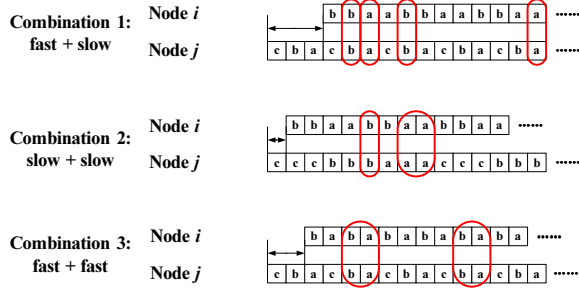 Combination 1:
fast + slow
Node i
b b a a b b a a b b a a ......
Node j
c b a c b a c b a c b a c b a ......
Combination 2:
slow + slow
Node i
b b a a b b a a b b a a ......
Node j
c c c b b b a a a c c c b b b ......
Combination 3:
fast + fast
Node i
b a b a b a b a b a b a ......
Node j
c b a c b a c b a c b a c b a ......